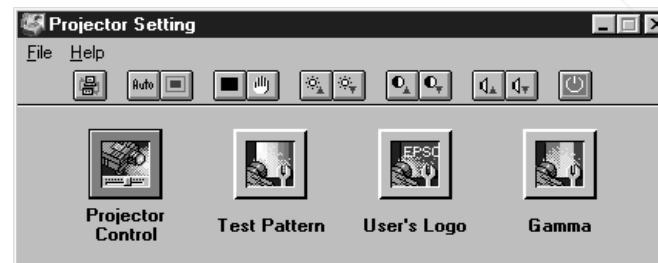 Projector Setting
File Help
Auto
EPSO
Projector
Control
Test Pattern
User's Logo
Gamma